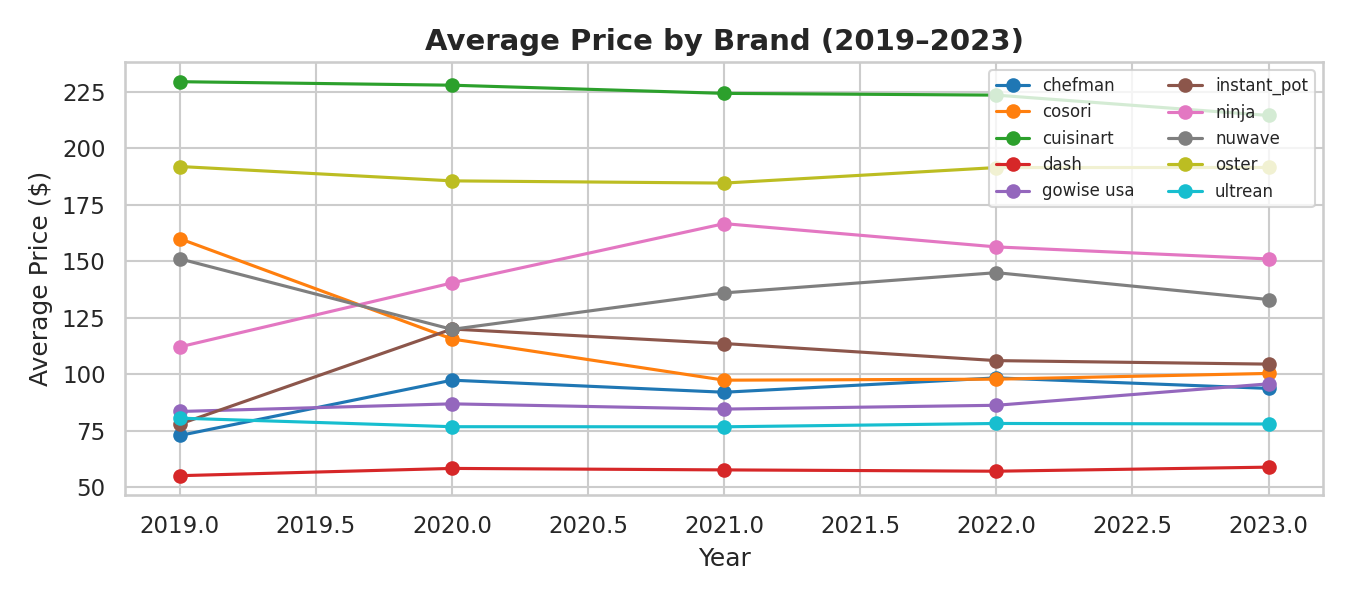 Average Price by Brand (2019–2023)
Average Price ($)
225
200
175
150
125
100
75
50
chefman
cosori
cuisinart
dash
gowise usa
instant_pot
ninja
nuwave
oster
ultrean
2019.0 2019.5 2020.0 2020.5 2021.0 2021.5 2022.0 2022.5 2023.0
Year